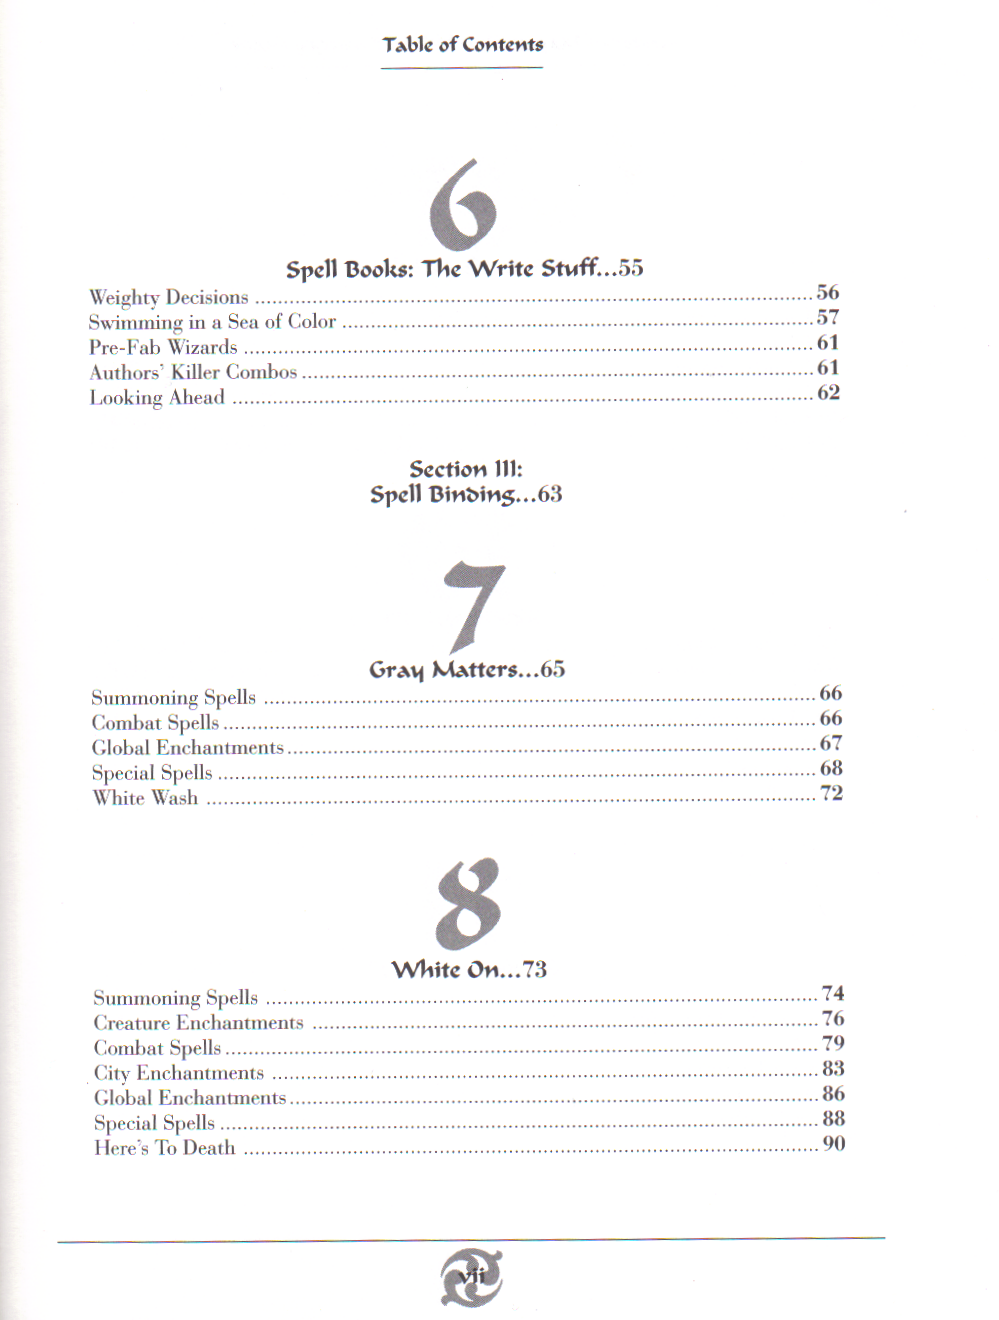 Table of Contents
6
Spell Books: The Write Stuff...55
Weighty Decisions ........ 56
Swimming in a Sea of Color ........ 57
Pre-Fab Wizards ........ 61
Authors' Killer Combos ........ 61
Looking Ahead ........ 62
Section III:
Spell Binding...63
7
Gray Matters...65
Summoning Spells ........ 66
Combat Spells ........ 66
Global Enchantments ........ 67
Special Spells ........ 68
White Wash ........ 72
8
White On...73
Summoning Spells ........ 74
Creature Enchantments ........ 76
Combat Spells ........ 79
City Enchantments ........ 83
Global Enchantments ........ 86
Special Spells ........ 88
Here's To Death ........ 90
vii